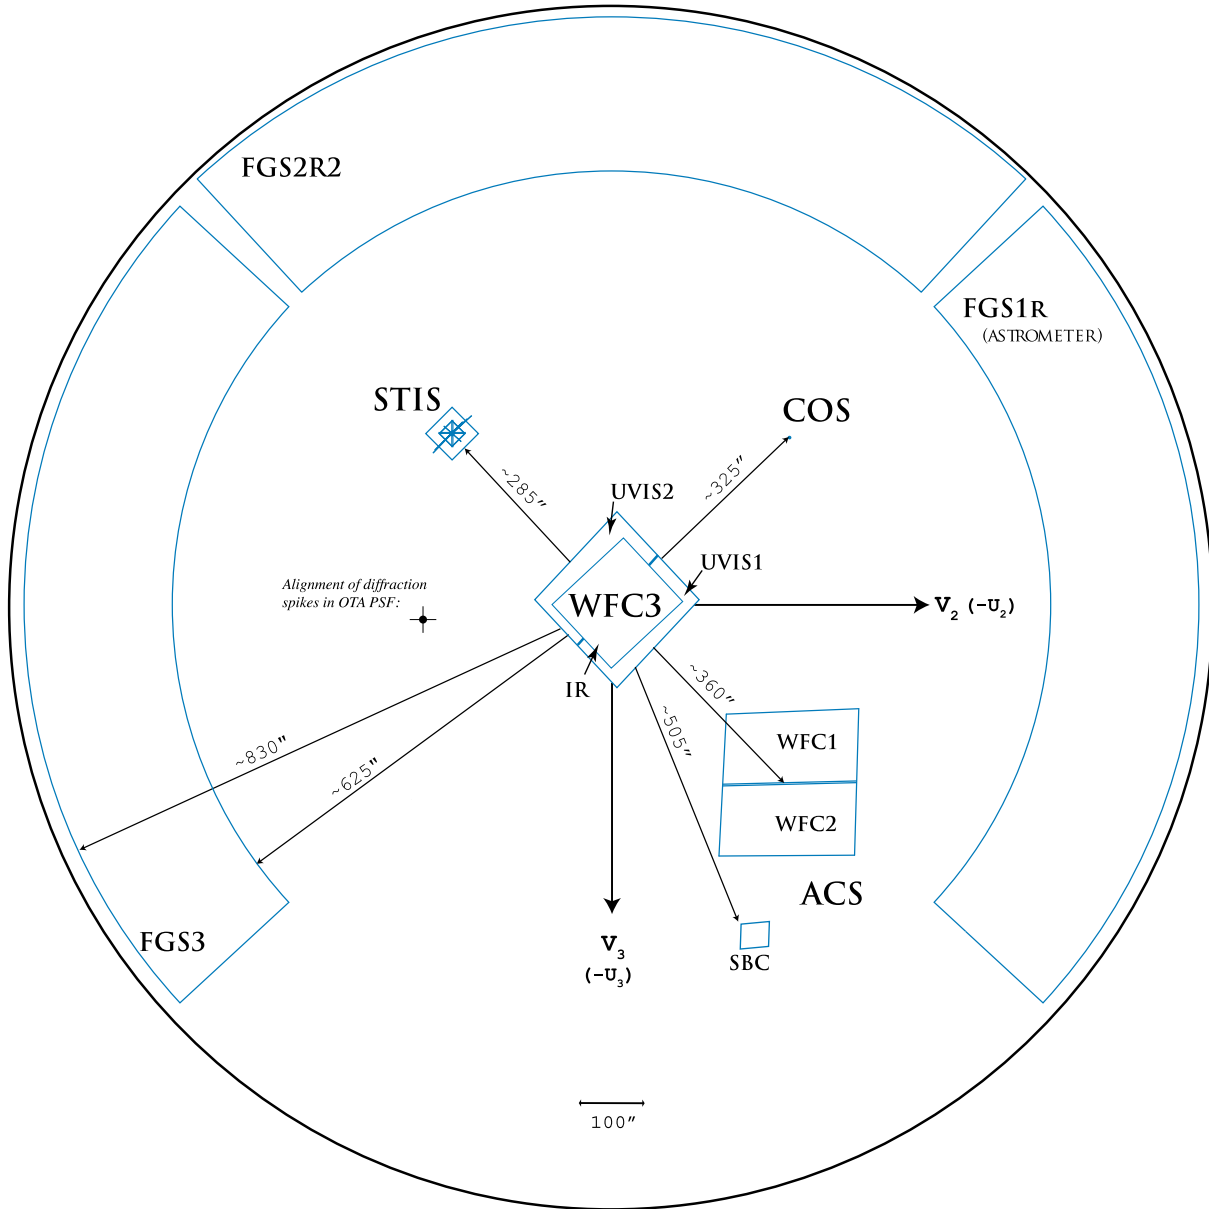 FGS2R2
FGS1R
(ASTROMETER)
STIS
COS
~285″
~325″
UVIS2
UVIS1
Alignment of diffraction
spikes in OTA PSF:
WFC3
V2 (-U2)
IR
~360″
~505″
~830″
~625″
WFC1
WFC2
ACS
FGS3
V3
(-U3)
SBC
100″